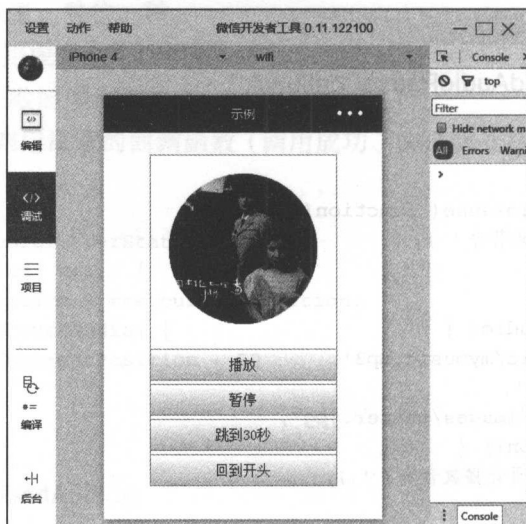 设置 动作 帮助 微信开发者工具 0.11.122100
iPhone 4 wifi
Console
top
Filter
Hide network m
All Errors Warni
编辑
调试
项目
编译
后台
示例
播放
暂停
跳到30秒
回到开头
Console